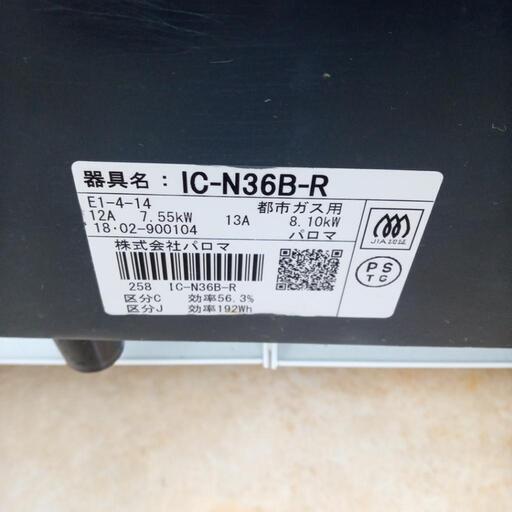 器具名：IC-N36B-R
E1-4-14 都市ガス用
12A 7.55kW 13A 8.10kW
18・02-900104 パロマ
株式会社パロマ
258 IC-N36B-R
区分C 効率56.3%
区分J 効率192Wh
JIA認証
PS
TG